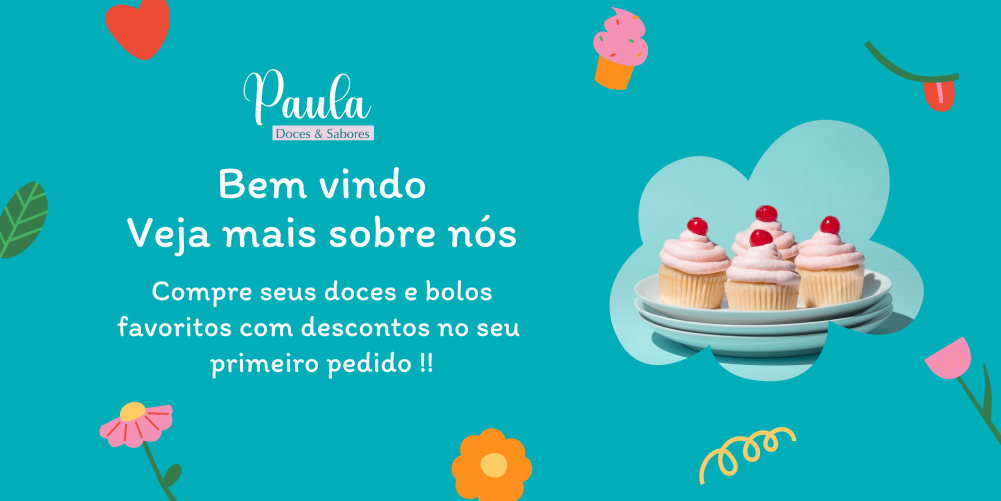 Paula
Doces & Sabores
Bem vindo
Veja mais sobre nós
Compre seus doces e bolos
favoritos com descontos no seu
primeiro pedido !!